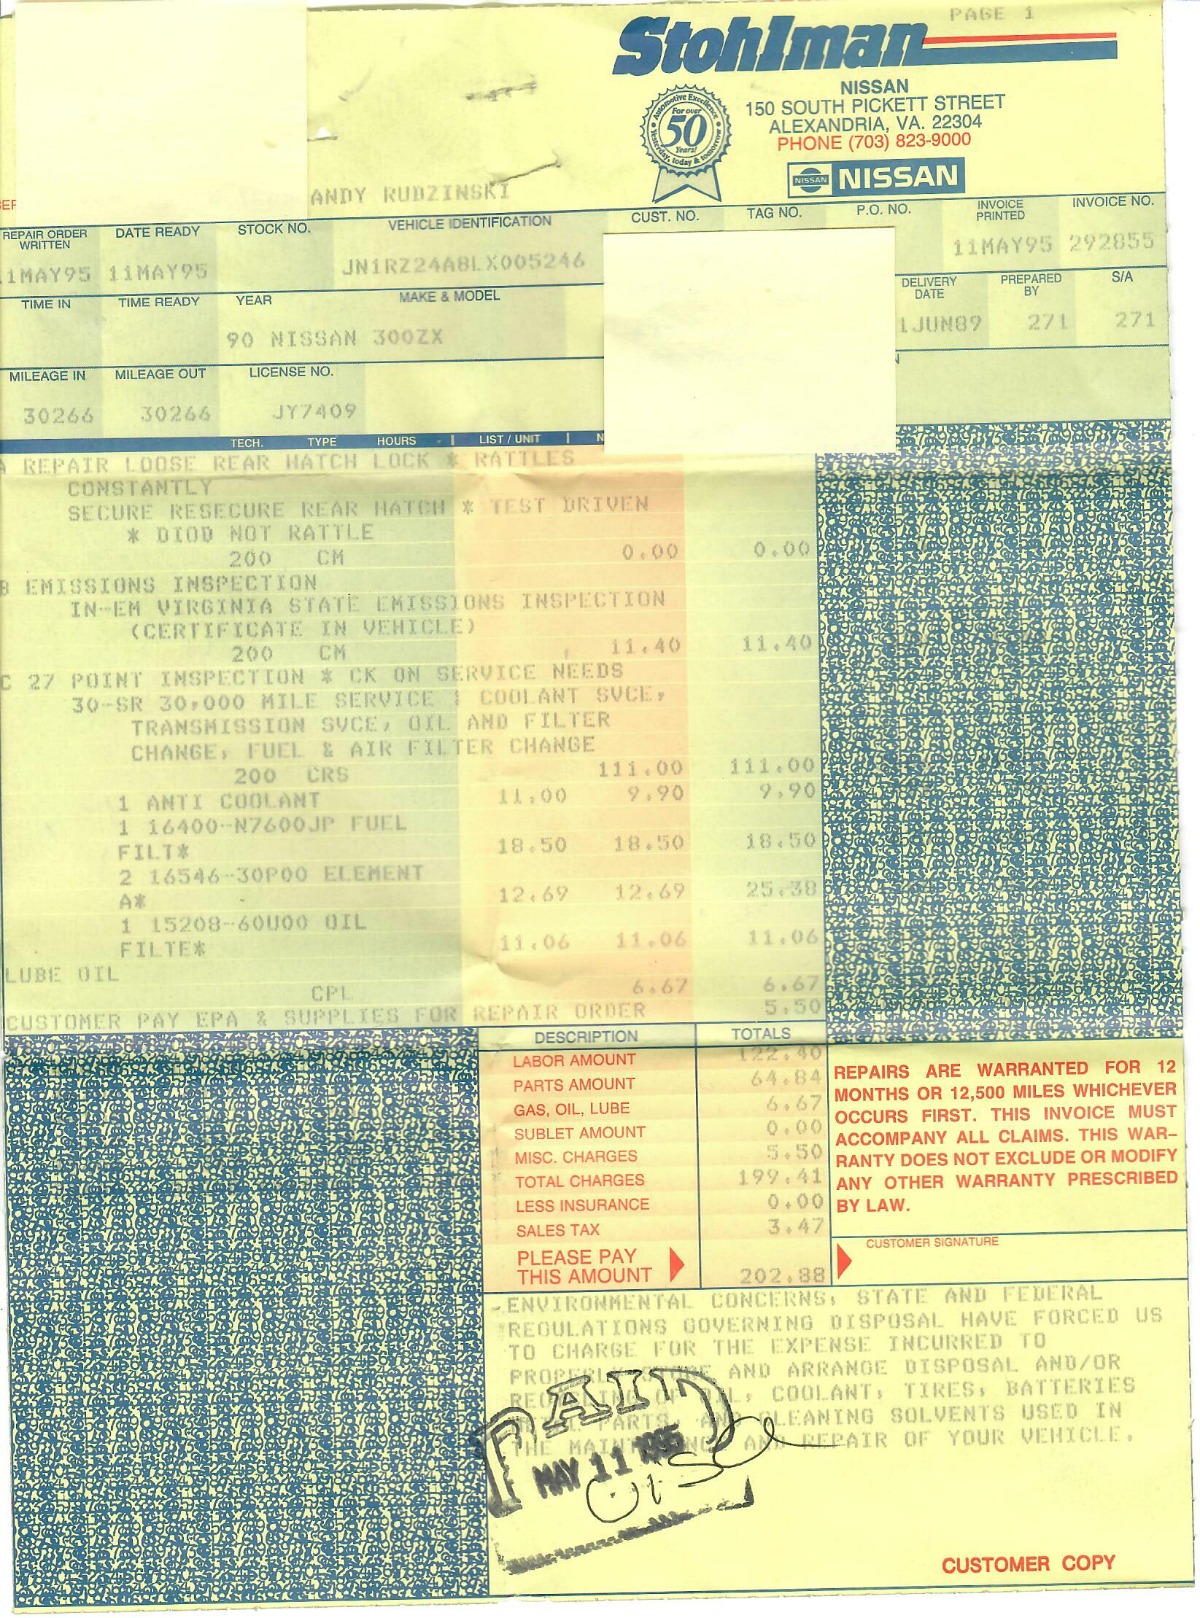 PAGE 1
Stohlman
NISSAN
150 SOUTH PICKETT STREET
ALEXANDRIA, VA. 22304
PHONE (703) 823-9000
Automotive Excellence
For over
50
Years!
Yesterday, today & tomorrow
NISSAN NISSAN
ANDY RUDZINSKI
REPAIR ORDER WRITTEN DATE READY STOCK NO. VEHICLE IDENTIFICATION CUST. NO. TAG NO. P.O. NO. INVOICE PRINTED INVOICE NO.
11MAY95 11MAY95 JN1RZ24A8LX005246 11MAY95 292855
TIME IN TIME READY YEAR MAKE & MODEL DELIVERY DATE PREPARED BY S/A
90 NISSAN 300ZX 1JUN89 271 271
MILEAGE IN MILEAGE OUT LICENSE NO.
30266 30266 JY7409
TECH. TYPE HOURS LIST / UNIT N
A REPAIR LOOSE REAR HATCH LOCK * RATTLES
CONSTANTLY
SECURE RESECURE REAR HATCH * TEST DRIVEN
* DIOD NOT RATTLE
200 CM 0.00 0.00
B EMISSIONS INSPECTION
IN-EM VIRGINIA STATE EMISSIONS INSPECTION
(CERTIFICATE IN VEHICLE)
200 CM 11.40 11.40
C 27 POINT INSPECTION * CK ON SERVICE NEEDS
30-SR 30,000 MILE SERVICE : COOLANT SVCE,
TRANSMISSION SVCE, OIL AND FILTER
CHANGE, FUEL & AIR FILTER CHANGE
200 CRS 111.00 111.00
1 ANTI COOLANT 11.00 9.90 9.90
1 16400-N7600JP FUEL
FILT* 18.50 18.50 18.50
2 16546-30P00 ELEMENT
A* 12.69 12.69 25.38
1 15208-60U00 OIL
FILTE* 11.06 11.06 11.06
LUBE OIL
CPL 6.67 6.67
CUSTOMER PAY EPA & SUPPLIES FOR REPAIR ORDER 5.50
DESCRIPTION TOTALS
LABOR AMOUNT 122.40
PARTS AMOUNT 64.84
GAS, OIL, LUBE 6.67
SUBLET AMOUNT 0.00
MISC. CHARGES 5.50
TOTAL CHARGES 199.41
LESS INSURANCE 0.00
SALES TAX 3.47
PLEASE PAY
THIS AMOUNT 202.88
REPAIRS ARE WARRANTED FOR 12
MONTHS OR 12,500 MILES WHICHEVER
OCCURS FIRST. THIS INVOICE MUST
ACCOMPANY ALL CLAIMS. THIS WAR-
RANTY DOES NOT EXCLUDE OR MODIFY
ANY OTHER WARRANTY PRESCRIBED
BY LAW.
CUSTOMER SIGNATURE
ENVIRONMENTAL CONCERNS, STATE AND FEDERAL
REGULATIONS GOVERNING DISPOSAL HAVE FORCED US
TO CHARGE FOR THE EXPENSE INCURRED TO
PROPERLY AND ARRANGE DISPOSAL AND/OR
OF OIL, COOLANT, TIRES, BATTERIES
PARTS, AND CLEANING SOLVENTS USED IN
THE AND REPAIR OF YOUR VEHICLE.
PAID
MAY 11 1995
CUSTOMER COPY